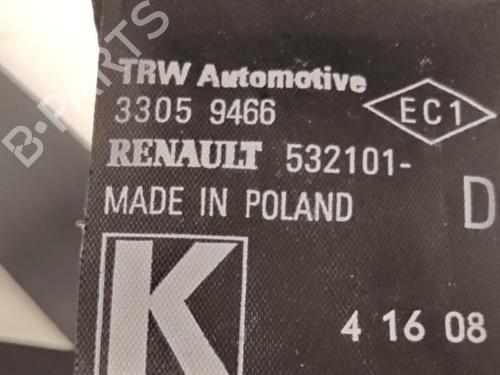 B-PARTS
TRW Automotive
3305 9466
EC1
RENAULT 532101-
MADE IN POLAND
D
K
4 16 08